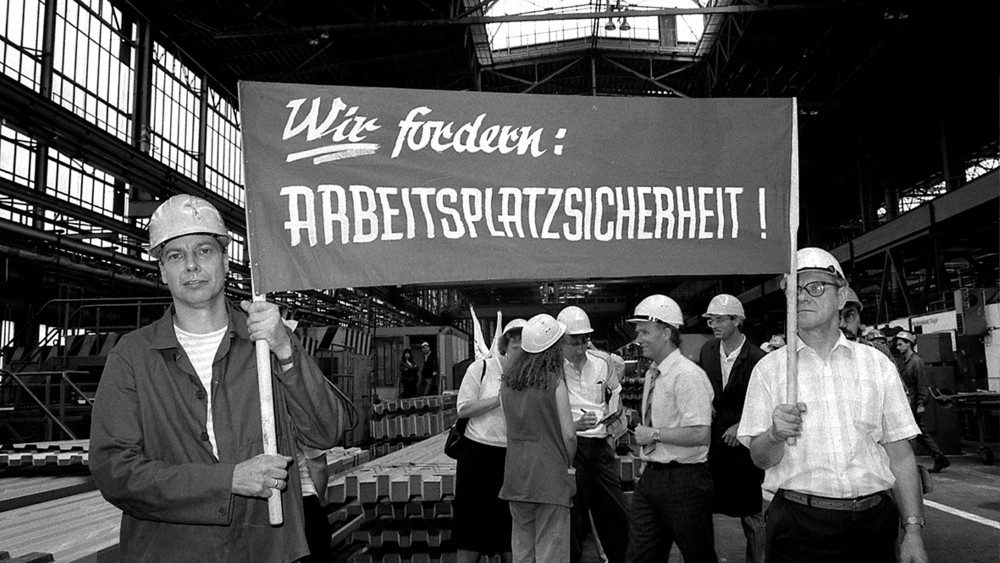 Wir fordern:
ARBEITSPLATZSICHERHEIT!